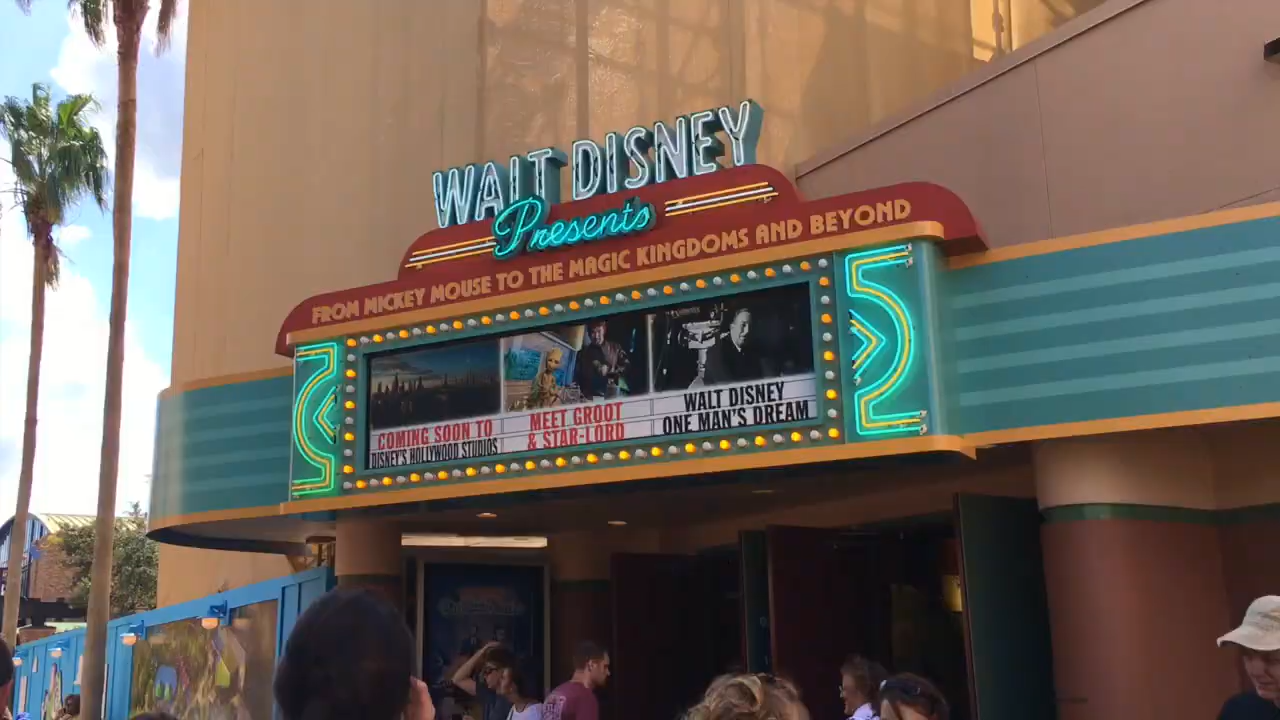 WALT DISNEY
Presents
FROM MICKEY MOUSE TO THE MAGIC KINGDOMS AND BEYOND
COMING SOON TO
DISNEY'S HOLLYWOOD STUDIOS
MEET GROOT
& STAR-LORD
WALT DISNEY
ONE MAN'S DREAM